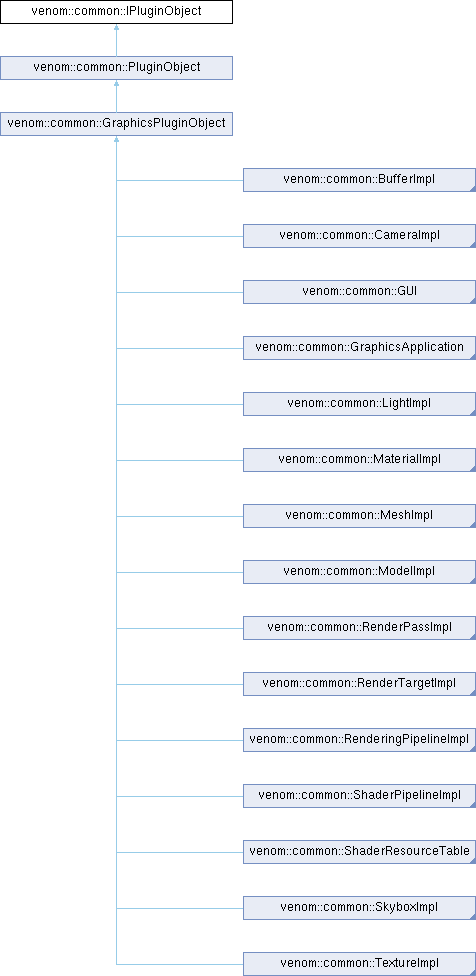 venom::common::IPluginObject
venom::common::PluginObject
venom::common::GraphicsPluginObject
venom::common::BufferImpl
venom::common::CameraImpl
venom::common::GUI
venom::common::GraphicsApplication
venom::common::LightImpl
venom::common::MaterialImpl
venom::common::MeshImpl
venom::common::ModelImpl
venom::common::RenderPassImpl
venom::common::RenderTargetImpl
venom::common::RenderingPipelineImpl
venom::common::ShaderPipelineImpl
venom::common::ShaderResourceTable
venom::common::SkyboxImpl
venom::common::TextureImpl